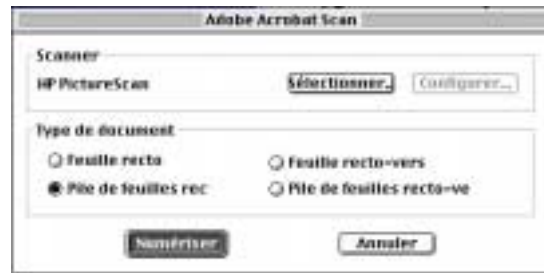 Adobe Acrobat Scan
Scanner
HP PictureScan Sélectionner... Configurer...
Type de document
Feuille recto Feuille recto-vers
Pile de feuilles rec Pile de feuilles recto-ve
Numériser Annuler